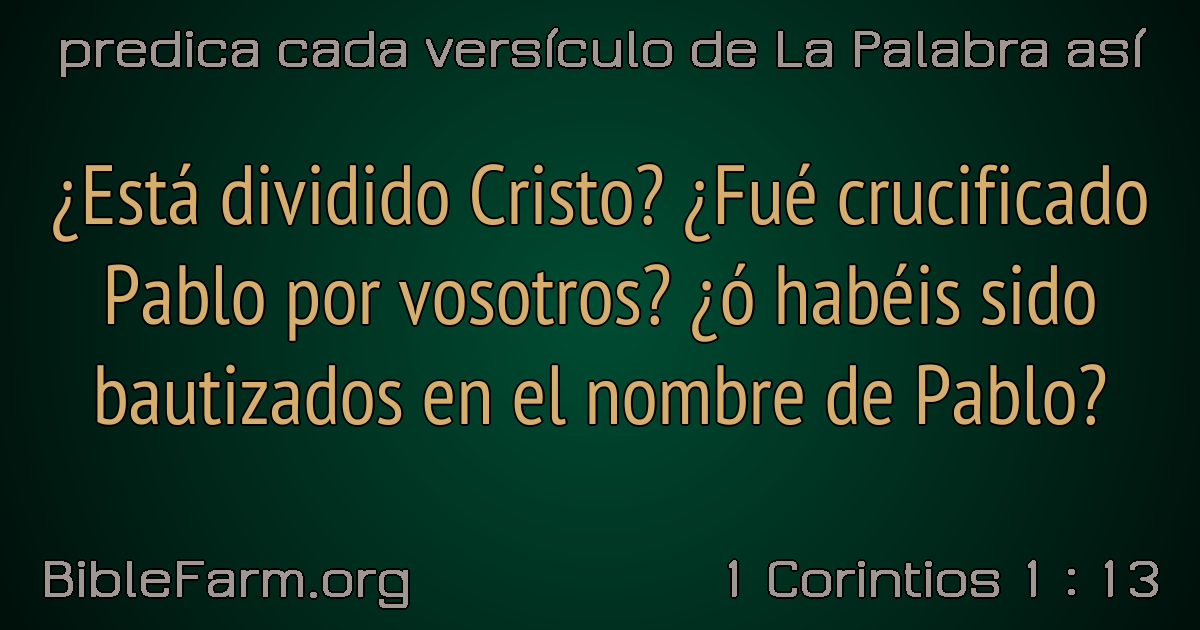 predica cada versículo de La Palabra así
¿Está dividido Cristo? ¿Fué crucificado
Pablo por vosotros? ¿ó habéis sido
bautizados en el nombre de Pablo?
BibleFarm.org
1 Corintios 1 : 13